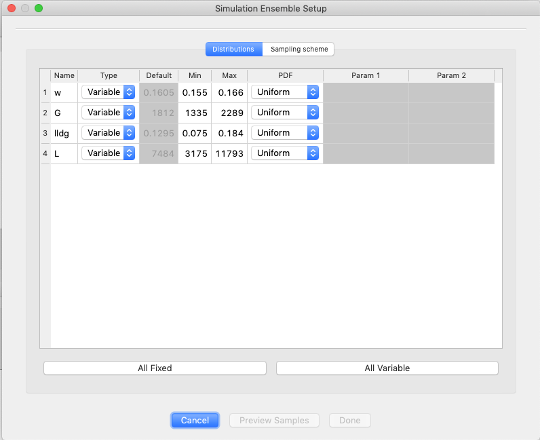 Simulation Ensemble Setup
Distributions Sampling scheme
Name Type Default Min Max PDF Param 1 Param 2
1 w Variable 0.1605 0.155 0.166 Uniform
2 G Variable 1812 1335 2289 Uniform
3 lldg Variable 0.1295 0.075 0.184 Uniform
4 L Variable 7484 3175 11793 Uniform
All Fixed All Variable
Cancel Preview Samples Done